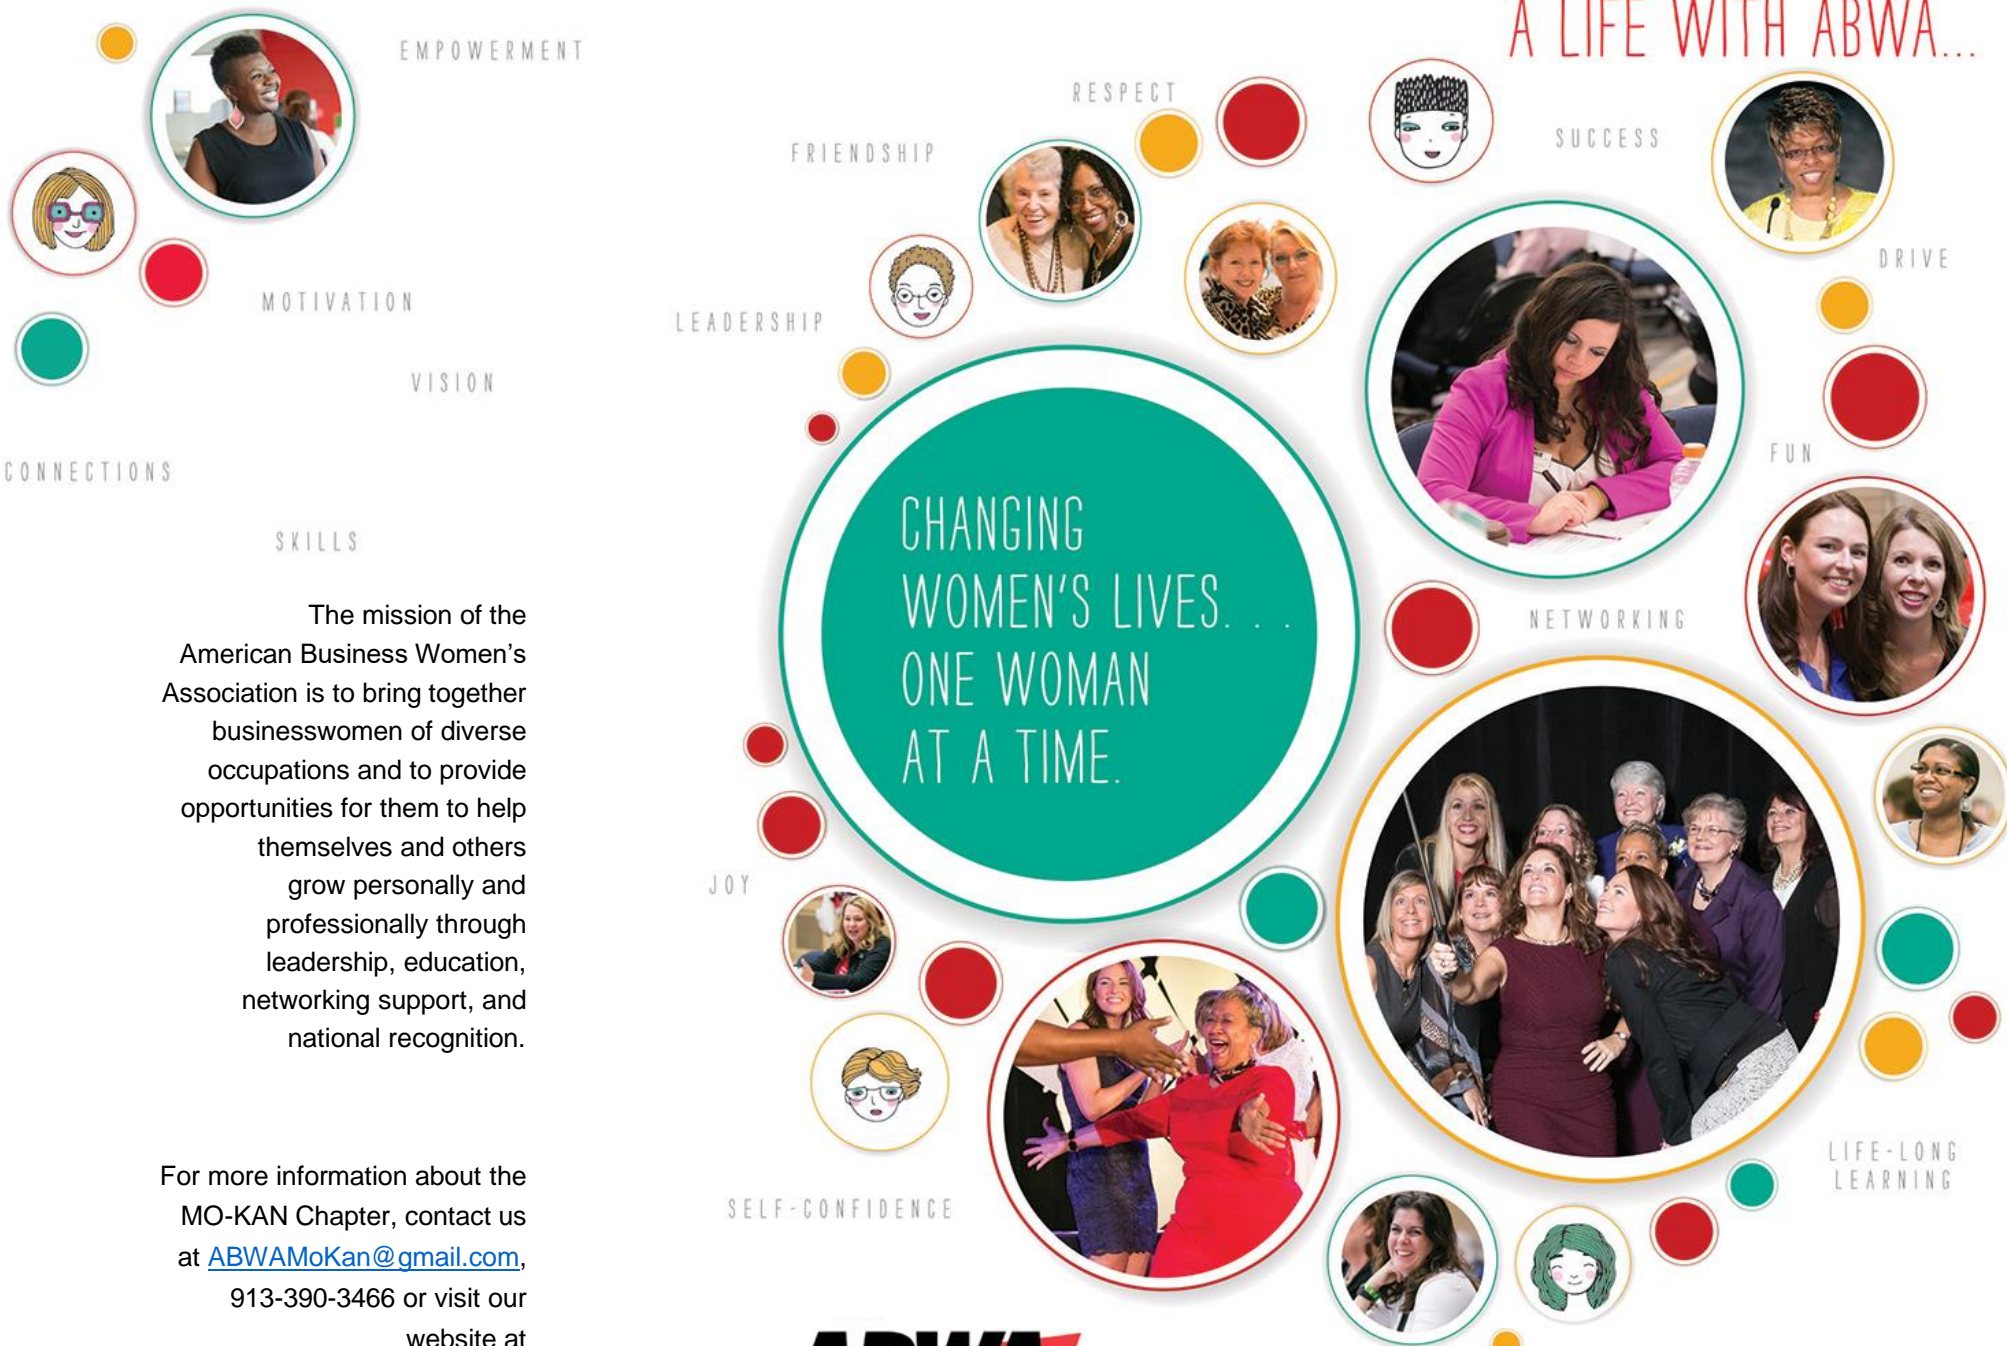 EMPOWERMENT
MOTIVATION
VISION
CONNECTIONS
SKILLS
The mission of the
American Business Women's
Association is to bring together
businesswomen of diverse
occupations and to provide
opportunities for them to help
themselves and others
grow personally and
professionally through
leadership, education,
networking support, and
national recognition.
For more information about the
MO-KAN Chapter, contact us
at ABWAMoKan@gmail.com,
913-390-3466 or visit our
website at
A LIFE WITH ABWA...
RESPECT
FRIENDSHIP
SUCCESS
DRIVE
LEADERSHIP
FUN
CHANGING
WOMEN'S LIVES. . .
ONE WOMAN
AT A TIME.
NETWORKING
JOY
LIFE-LONG
LEARNING
SELF-CONFIDENCE
ABWA